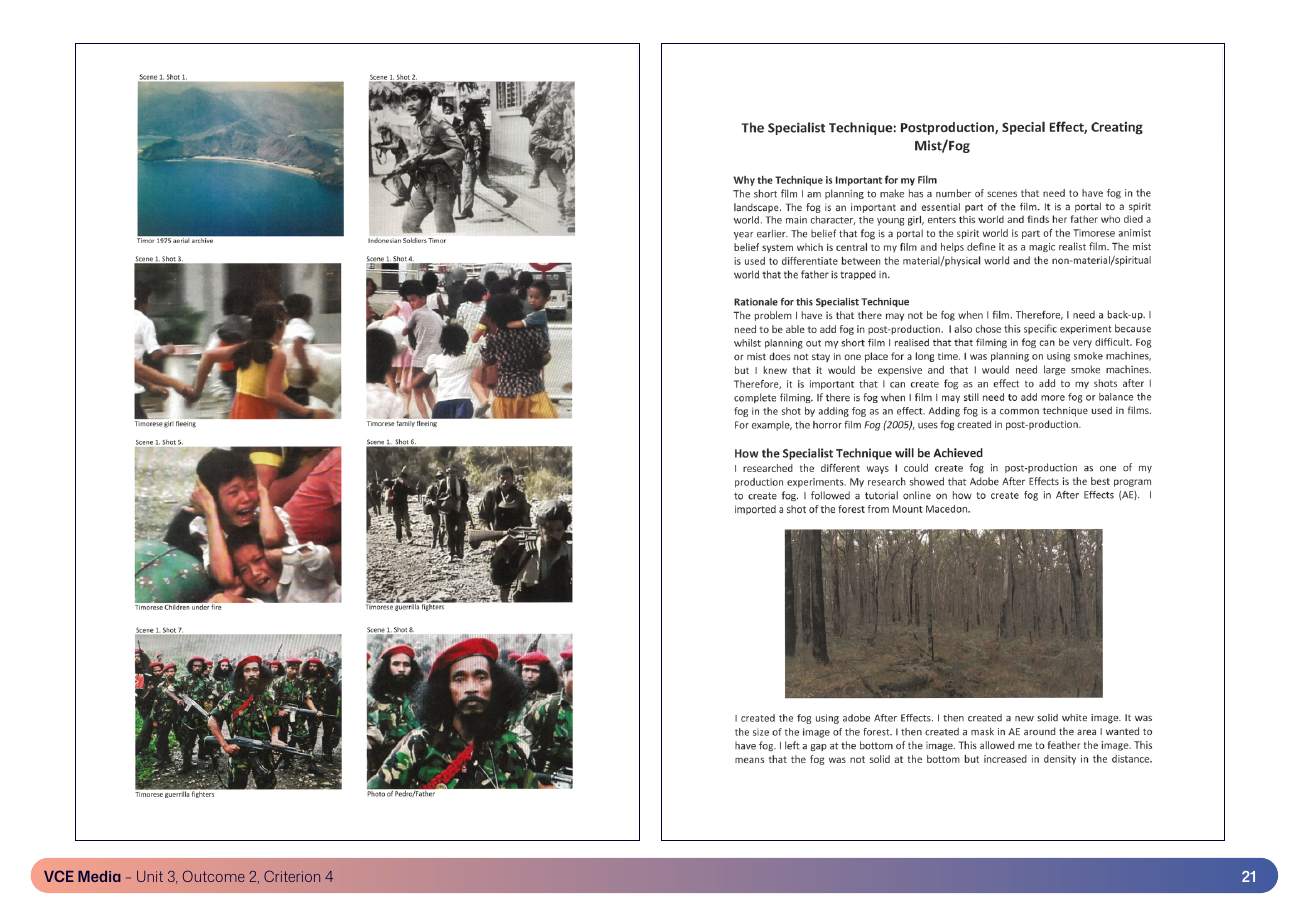 Scene 1. Shot 1.
Timor 1975 aerial archive
Scene 1. Shot 2.
Indonesian Soldiers Timor
Scene 1. Shot 3.
Timorese girl fleeing
Scene 1. Shot 4.
Timorese family fleeing
Scene 1. Shot 5.
Timorese Children under fire
Scene 1.  Shot 6.
Timorese guerrilla fighters
Scene 1. Shot 7.
Timorese guerrilla fighters
Scene 1. Shot 8.
Photo of Pedro/Father
The Specialist Technique: Postproduction, Special Effect, Creating
Mist/Fog
Why the Technique is Important for my Film
The short film I am planning to make has a number of scenes that need to have fog in the
landscape. The fog is an important and essential part of the film. It is a portal to a spirit
world. The main character, the young girl, enters this world and finds her father who died a
year earlier. The belief that fog is a portal to the spirit world is part of the Timorese animist
belief system which is central to my film and helps define it as a magic realist film. The mist
is used to differentiate between the material/physical world and the non-material/spiritual
world that the father is trapped in.
Rationale for this Specialist Technique
The problem I have is that there may not be fog when I film. Therefore, I need a back-up. I
need to be able to add fog in post-production.  I also chose this specific experiment because
whilst planning out my short film I realised that that filming in fog can be very difficult. Fog
or mist does not stay in one place for a long time. I was planning on using smoke machines,
but I knew that it would be expensive and that I would need large smoke machines.
Therefore, it is important that I can create fog as an effect to add to my shots after I
complete filming. If there is fog when I film I may still need to add more fog or balance the
fog in the shot by adding fog as an effect. Adding fog is a common technique used in films.
For example, the horror film Fog (2005), uses fog created in post-production.
How the Specialist Technique will be Achieved
I researched the different ways I could create fog in post-production as one of my
production experiments. My research showed that Adobe After Effects is the best program
to create fog. I followed a tutorial online on how to create fog in After Effects (AE).  I
imported a shot of the forest from Mount Macedon.
I created the fog using adobe After Effects. I then created a new solid white image. It was
the size of the image of the forest. I then created a mask in AE around the area I wanted to
have fog. I left a gap at the bottom of the image. This allowed me to feather the image. This
means that the fog was not solid at the bottom but increased in density in the distance.
VCE Media – Unit 3, Outcome 2, Criterion 4
21